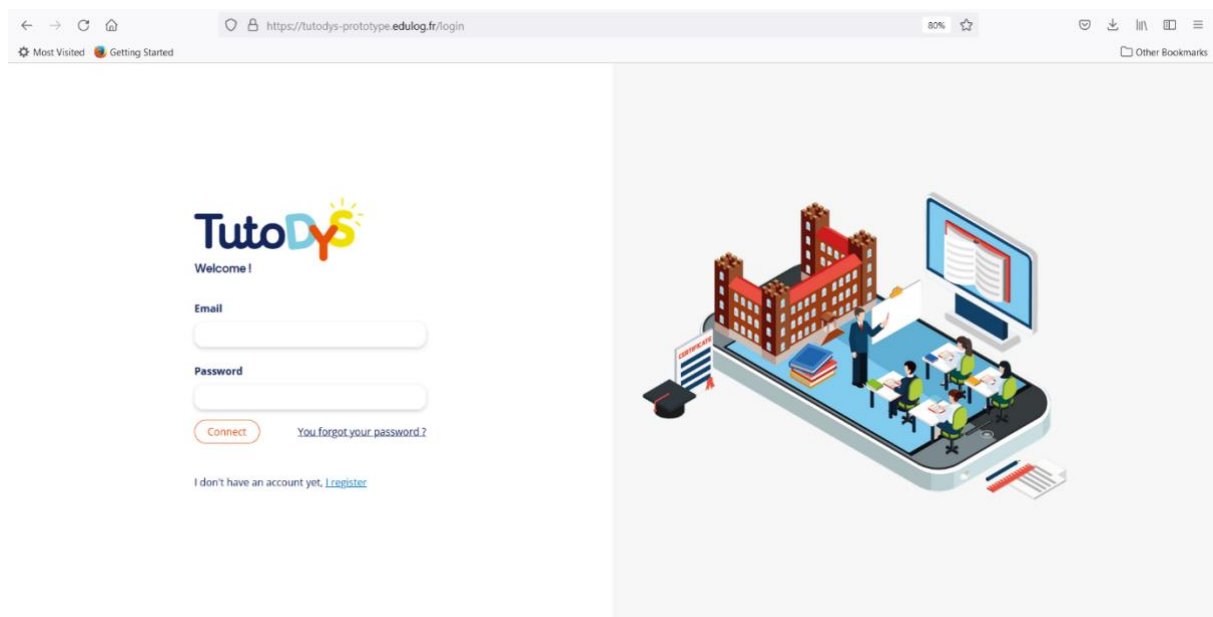 https://tutodys-prototype.edulog.fr/login
80%
Most Visited
Getting Started
Other Bookmarks
TutoDyS
Welcome !
Email
Password
Connect
You forgot your password ?
I don't have an account yet, I register
CERTIFICATE